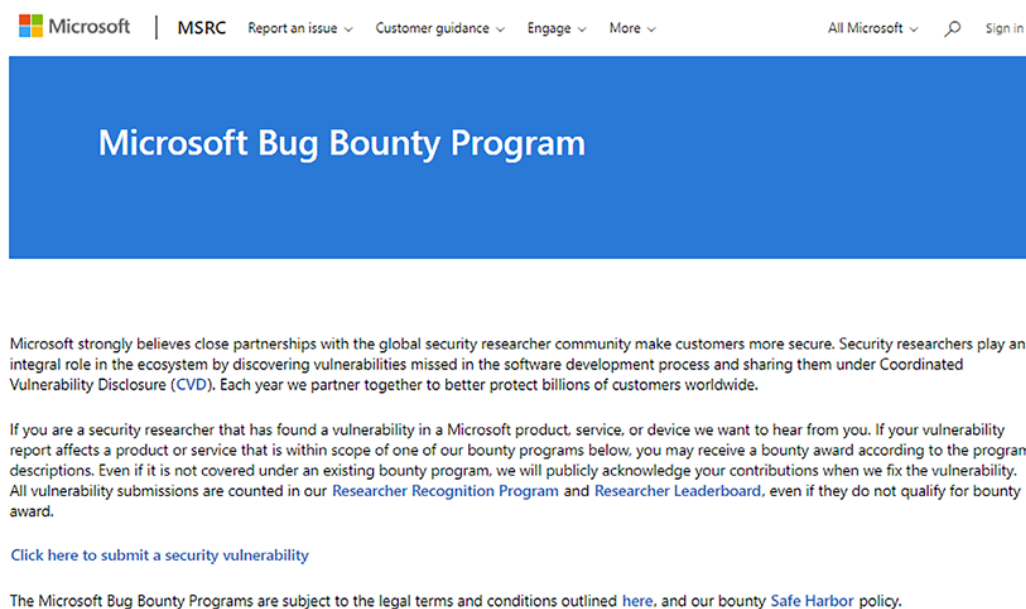 Microsoft | MSRC Report an issue Customer guidance Engage More All Microsoft Sign in
Microsoft Bug Bounty Program
Microsoft strongly believes close partnerships with the global security researcher community make customers more secure. Security researchers play an
integral role in the ecosystem by discovering vulnerabilities missed in the software development process and sharing them under Coordinated
Vulnerability Disclosure (CVD). Each year we partner together to better protect billions of customers worldwide.
If you are a security researcher that has found a vulnerability in a Microsoft product, service, or device we want to hear from you. If your vulnerability
report affects a product or service that is within scope of one of our bounty programs below, you may receive a bounty award according to the program
descriptions. Even if it is not covered under an existing bounty program, we will publicly acknowledge your contributions when we fix the vulnerability.
All vulnerability submissions are counted in our Researcher Recognition Program and Researcher Leaderboard, even if they do not qualify for bounty
award.
Click here to submit a security vulnerability
The Microsoft Bug Bounty Programs are subject to the legal terms and conditions outlined here, and our bounty Safe Harbor policy.